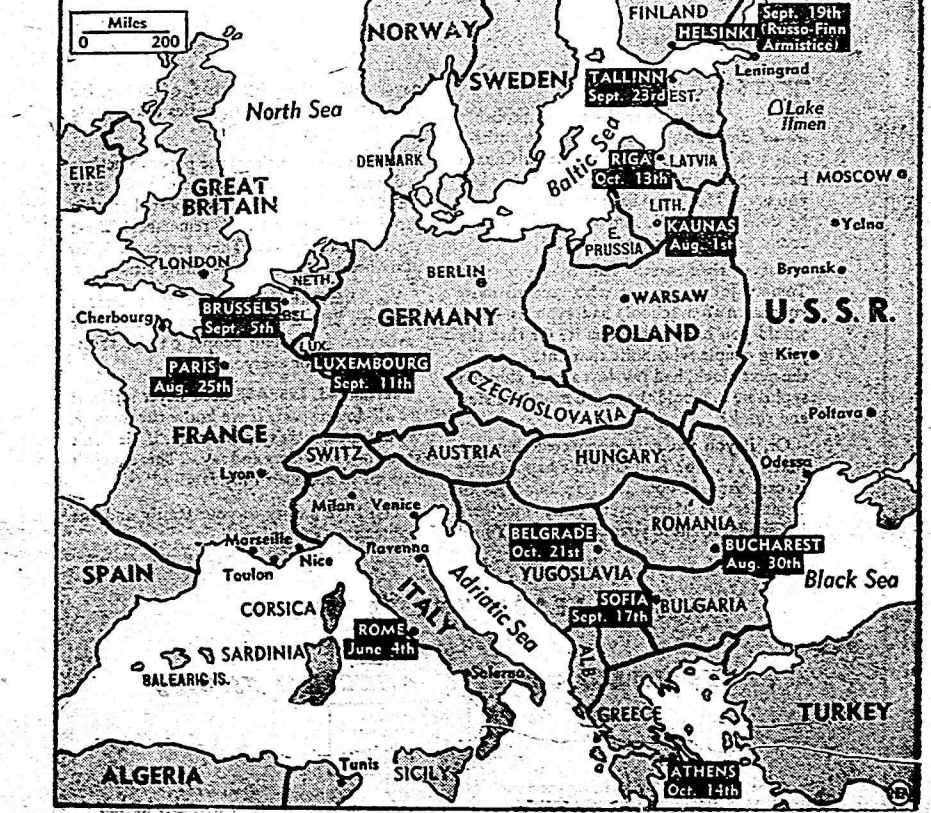 Miles
0 200
NORWAY
SWEDEN
FINLAND
HELSINKI
Sept. 19th
(Russo-Finn
Armistice)
Leningrad
TALLINN
Sept. 23rd
EST.
Lake
Ilmen
North Sea
Baltic Sea
DENMARK
RIGA
Oct. 13th
LATVIA
MOSCOW
EIRE
GREAT
BRITAIN
LITH.
KAUNAS
Aug. 1st
Yelna
E.
PRUSSIA
LONDON
NETH.
BERLIN
Bryansk
BRUSSELS
Sept. 5th
BEL.
WARSAW
Cherbourg
GERMANY
POLAND
U. S. S. R.
LUX.
LUXEMBOURG
Sept. 11th
Kiev
PARIS
Aug. 25th
CZECHOSLOVAKIA
Poltava
FRANCE
SWITZ.
AUSTRIA
HUNGARY
Odessa
Lyon
Milan
Venice
ROMANIA
BELGRADE
Oct. 21st
BUCHAREST
Aug. 30th
Marseille
Toulon
Nice
Ravenna
SPAIN
YUGOSLAVIA
Black Sea
Adriatic Sea
CORSICA
ITALY
SOFIA
Sept. 17th
BULGARIA
ROME
June 4th
SARDINIA
BALEARIC IS.
Salerno
ALB.
GREECE
TURKEY
ALGERIA
Tunis
SICILY
ATHENS
Oct. 14th